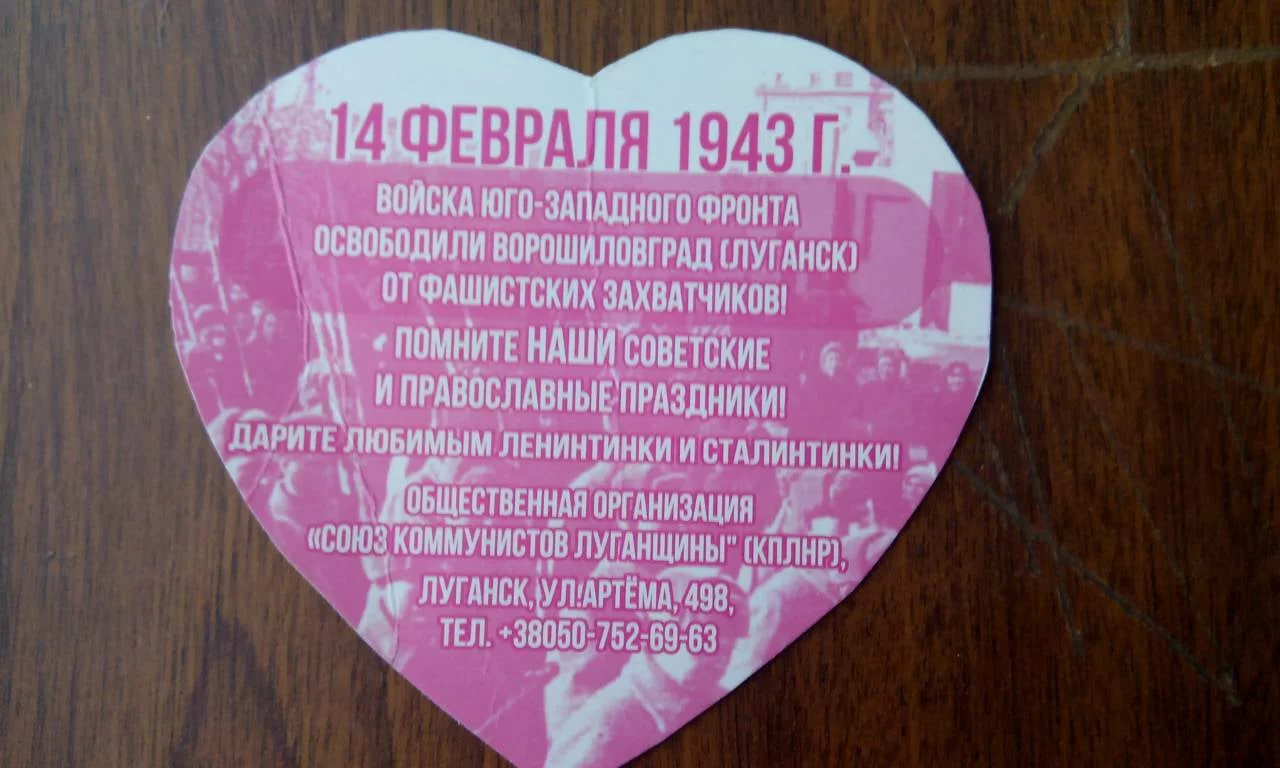 14 ФЕВРАЛЯ 1943 Г.
ВОЙСКА ЮГО-ЗАПАДНОГО ФРОНТА
ОСВОБОДИЛИ ВОРОШИЛОВГРАД (ЛУГАНСК)
ОТ ФАШИСТСКИХ ЗАХВАТЧИКОВ!
ПОМНИТЕ НАШИ СОВЕТСКИЕ
И ПРАВОСЛАВНЫЕ ПРАЗДНИКИ!
ДАРИТЕ ЛЮБИМЫМ ЛЕНИНТИНКИ И СТАЛИНТИНКИ!
ОБЩЕСТВЕННАЯ ОРГАНИЗАЦИЯ
«СОЮЗ КОММУНИСТОВ ЛУГАНЩИНЫ" (КПЛНР),
ЛУГАНСК, УЛ.АРТЁМА, 498,
ТЕЛ. +38050-752-69-63